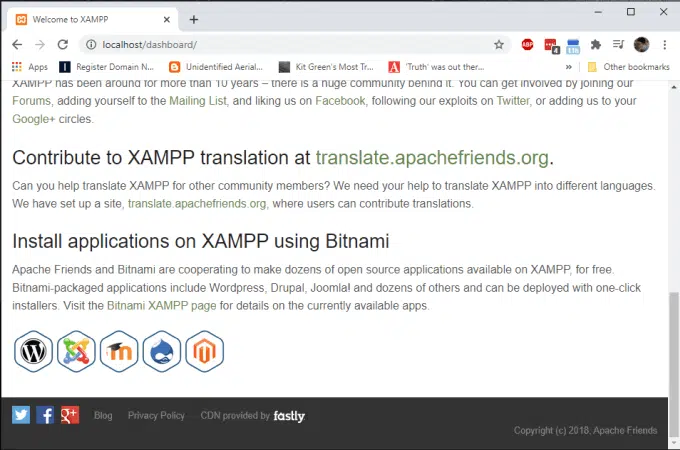 Welcome to XAMPP
localhost/dashboard/
ABP
4
Apps
Register Domain N...
Unidentified Aerial...
Kit Green's Most Tr...
'Truth' was out ther...
»
Other bookmarks
XAMPP has been around for more than 10 years – there is a huge community behind it. You can get involved by joining our
Forums, adding yourself to the Mailing List, and liking us on Facebook, following our exploits on Twitter, or adding us to your
Google+ circles.
Contribute to XAMPP translation at translate.apachefriends.org.
Can you help translate XAMPP for other community members? We need your help to translate XAMPP into different languages.
We have set up a site, translate.apachefriends.org, where users can contribute translations.
Install applications on XAMPP using Bitnami
Apache Friends and Bitnami are cooperating to make dozens of open source applications available on XAMPP, for free.
Bitnami-packaged applications include Wordpress, Drupal, Joomla! and dozens of others and can be deployed with one-click
installers. Visit the Bitnami XAMPP page for details on the currently available apps.
Blog
Privacy Policy
CDN provided by fastly
Copyright (c) 2018, Apache Friends